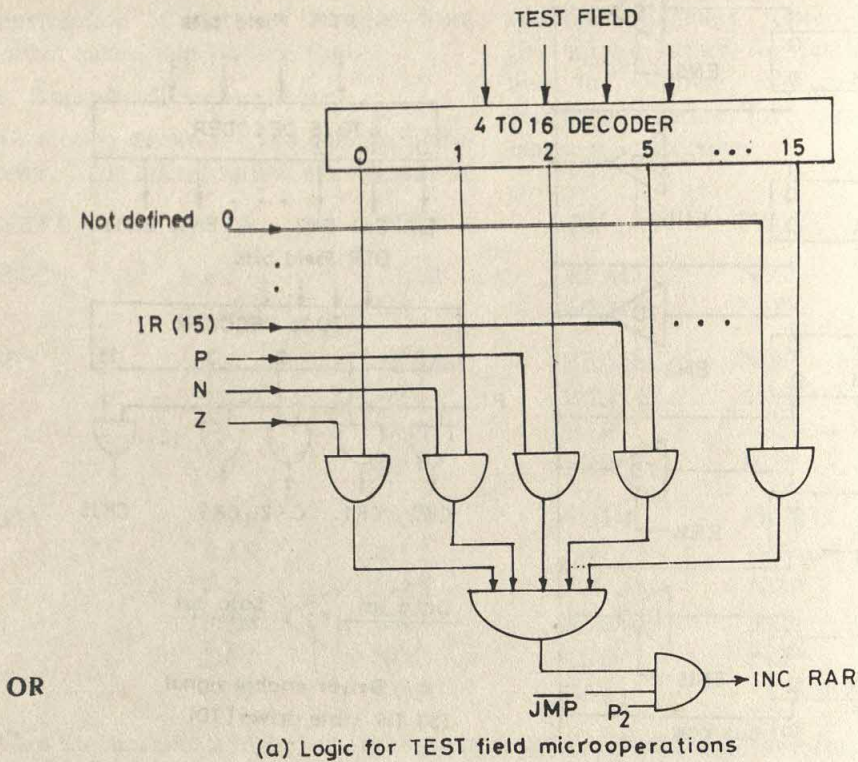 TEST FIELD
4 TO 16 DECODER
0 1 2 5 ... 15
Not defined 0
IR (15)
P
N
Z
OR
JMP
P2
INC RAR
(a) Logic for TEST field microoperations